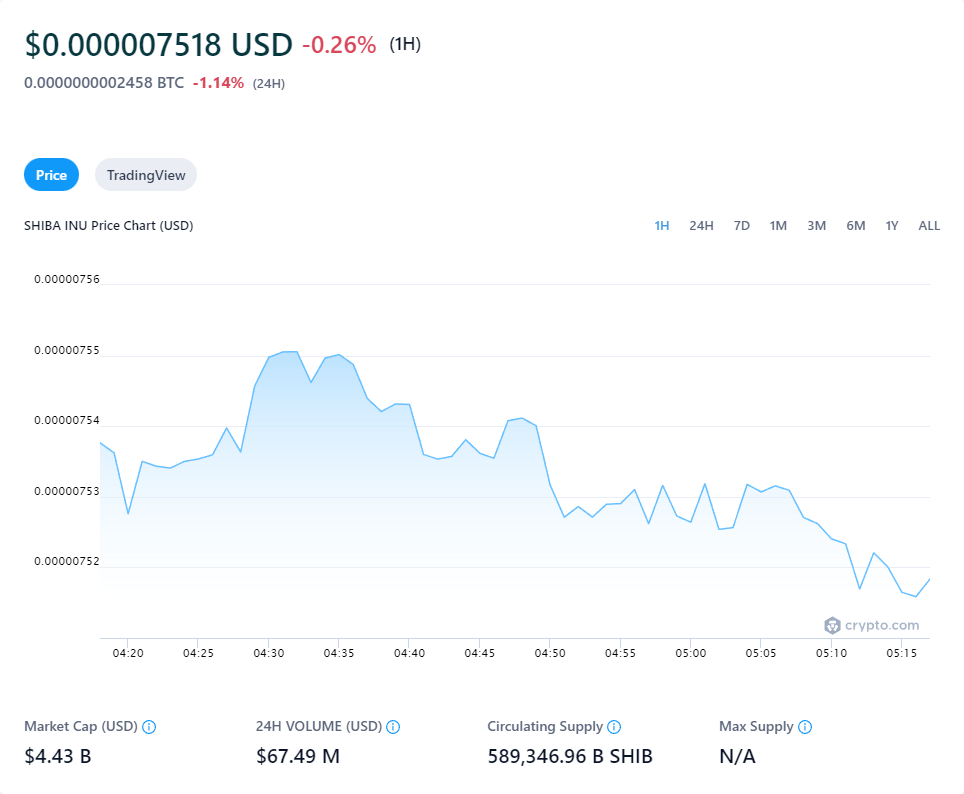 $0.000007518 USD -0.26% (1H)
0.0000000002458 BTC -1.14% (24H)
Price TradingView
SHIBA INU Price Chart (USD) 1H 24H 7D 1M 3M 6M 1Y ALL
0.00000756
0.00000755
0.00000754
0.00000753
0.00000752
crypto.com
04:20 04:25 04:30 04:35 04:40 04:45 04:50 04:55 05:00 05:05 05:10 05:15
Market Cap (USD) 24H VOLUME (USD) Circulating Supply Max Supply
$4.43 B $67.49 M 589,346.96 B SHIB N/A